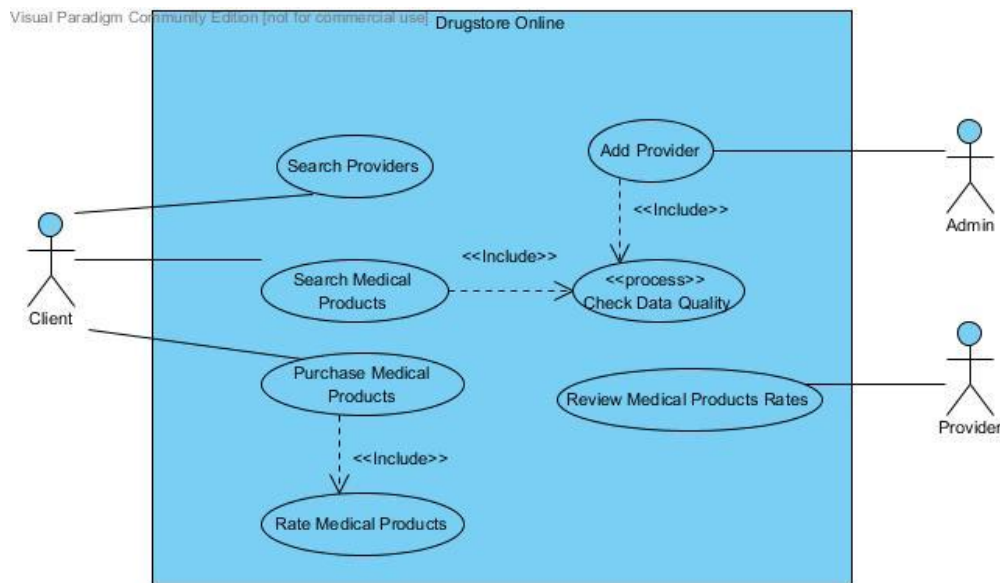 Visual Paradigm Community Edition [not for commercial use]
Drugstore Online
Search Providers
Add Provider
<<Include>>
Admin
<<Include>>
Search Medical
Products
<<process>>
Check Data Quality
Client
Purchase Medical
Products
Review Medical Products Rates
Provider
<<Include>>
Rate Medical Products